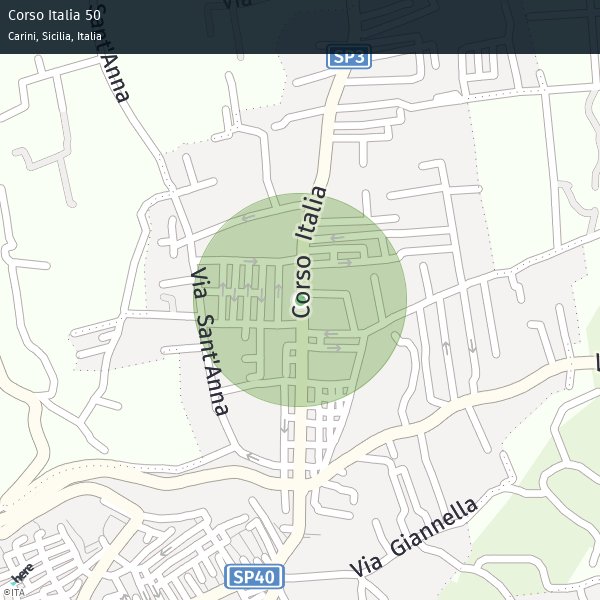 Corso Italia 50
Carini, Sicilia, Italia
Via
Sant'Anna
SP3
Corso Italia
Via Sant'Anna
L
Via Giannella
SP40
here
©ITA